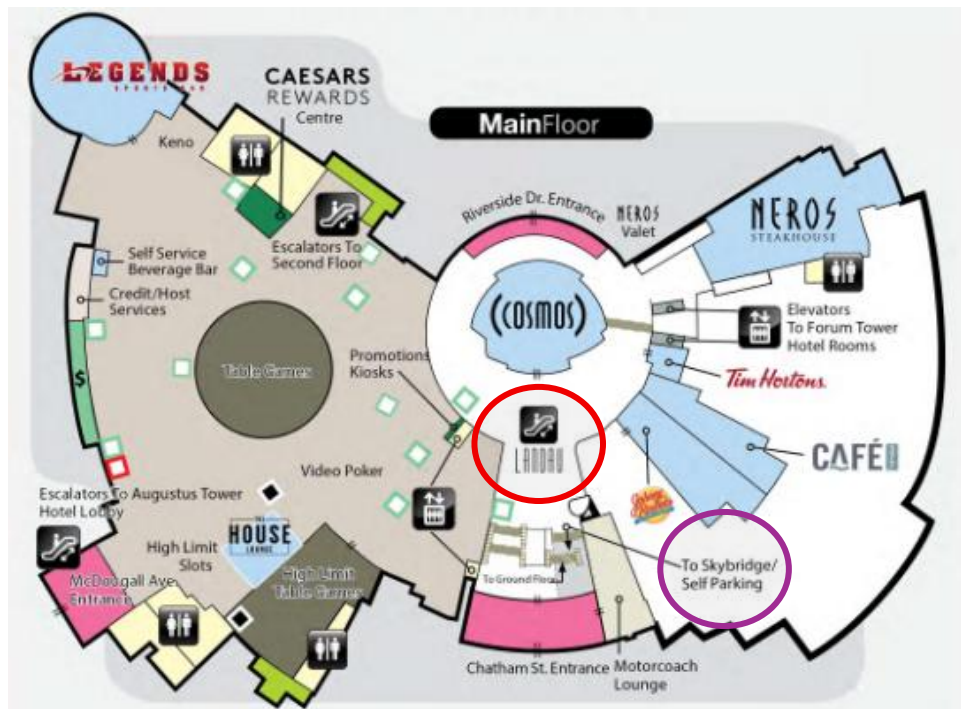 LEGENDS
SPORTS BAR
CAESARS
REWARDS
Centre
MainFloor
Keno
Riverside Dr. Entrance
NEROS
Valet
NEROS
STEAKHOUSE
Escalators To
Second Floor
Self Service
Beverage Bar
Credit/Host
Services
(COSMOS)
Elevators
To Forum Tower
Hotel Rooms
Promotions
Kiosks
Table Games
Tim Hortons.
$
LANDAU
CAFÉ
Video Poker
Escalators To Augustus Tower
Hotel Lobby
THE
HOUSE
LOUNGE
High Limit
Slots
High Limit
Table Games
McDougall Ave.
Entrance
To Ground Floor
To Skybridge/
Self Parking
Chatham St. Entrance
Motorcoach
Lounge